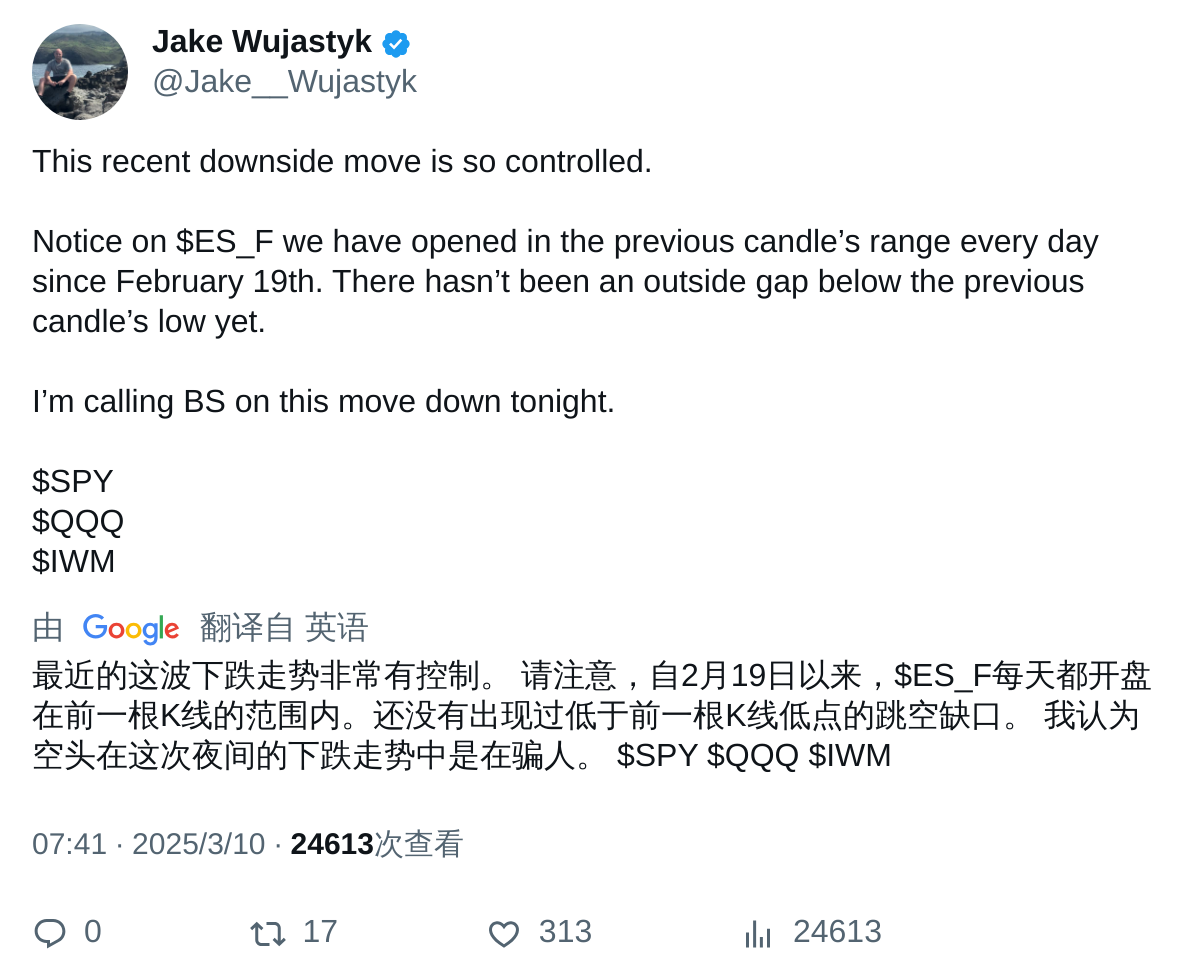 Jake Wujastyk
@Jake__Wujastyk
This recent downside move is so controlled.
Notice on $ES_F we have opened in the previous candle’s range every day
since February 19th. There hasn’t been an outside gap below the previous
candle’s low yet.
I’m calling BS on this move down tonight.
$SPY
$QQQ
$IWM
由 Google 翻译自 英语
最近的这波下跌走势非常有控制。 请注意，自2月19日以来，$ES_F每天都开盘
在前一根K线的范围内。还没有出现过低于前一根K线低点的跳空缺口。 我认为
空头在这次夜间的下跌走势中是在骗人。 $SPY $QQQ $IWM
07:41 · 2025/3/10 · 24613次查看
0 17 313 24613